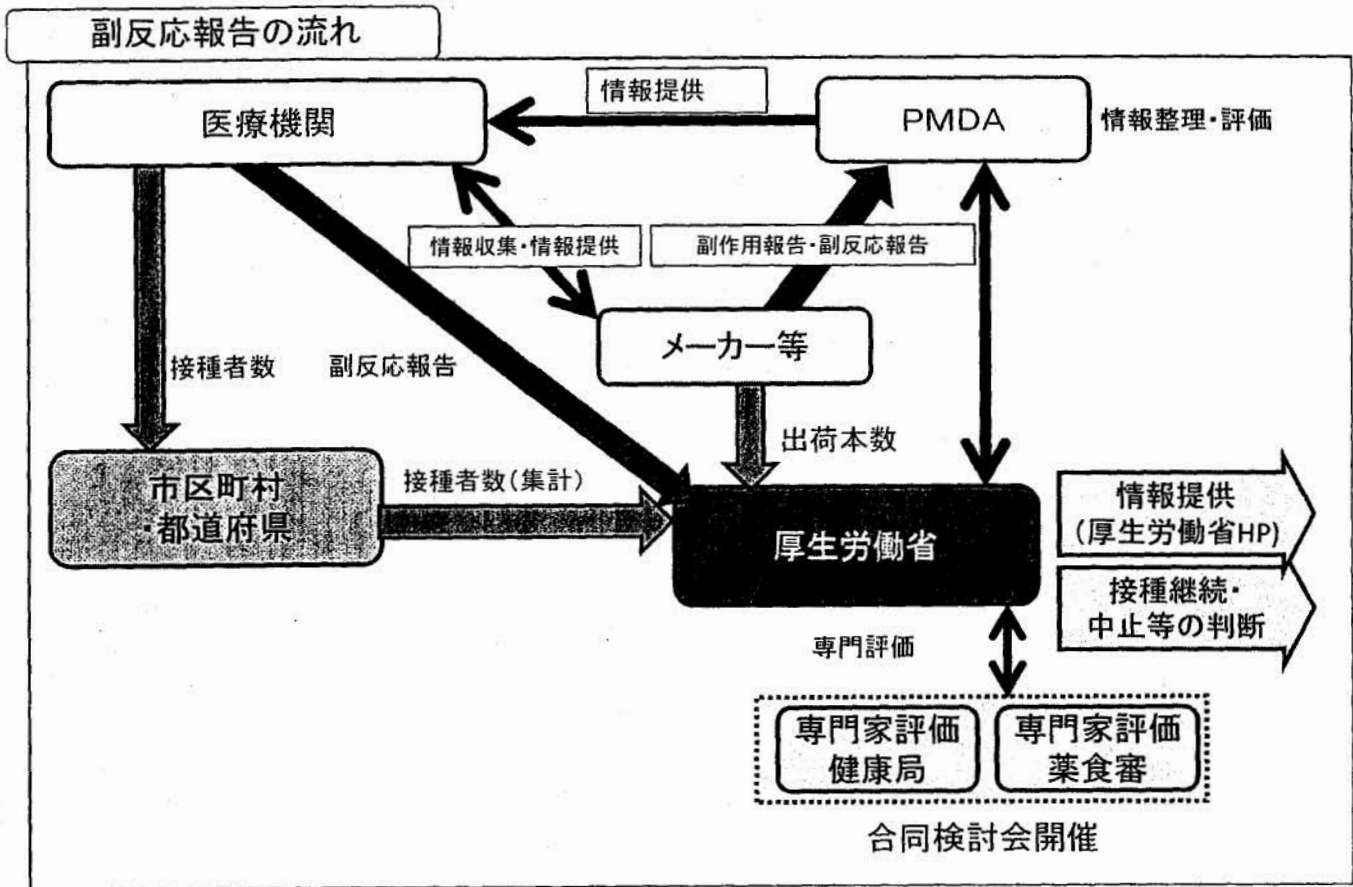 副反応報告の流れ
医療機関
情報提供
PMDA
情報整理・評価
情報収集・情報提供
副作用報告・副反応報告
メーカー等
接種者数
副反応報告
出荷本数
市区町村
・都道府県
接種者数(集計)
厚生労働省
情報提供
(厚生労働省HP)
接種継続・
中止等の判断
専門評価
専門家評価
健康局
専門家評価
薬食審
合同検討会開催